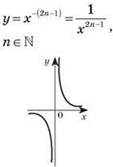 y = x^{-(2n-1)} = \frac{1}{x^{2n-1}},
n ∈ ℕ
y
0
x